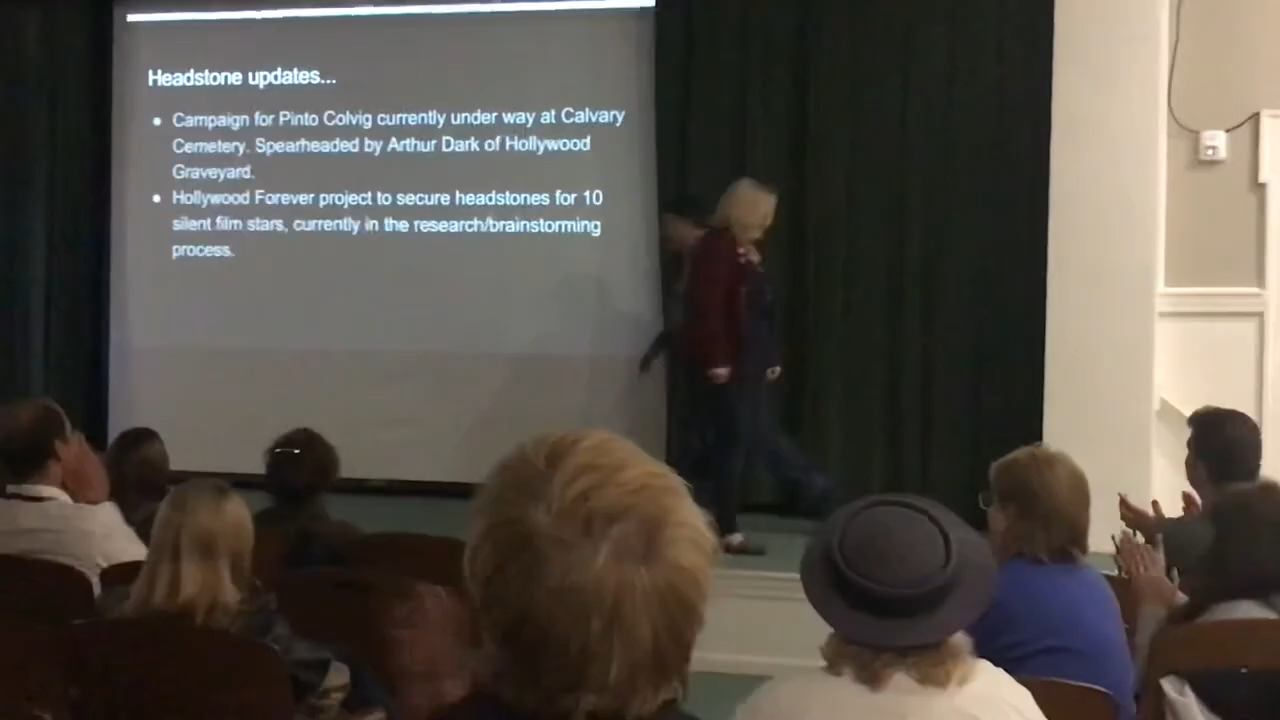 Headstone updates...
• Campaign for Pinto Colvig currently under way at Calvary
Cemetery. Spearheaded by Arthur Dark of Hollywood
Graveyard.
• Hollywood Forever project to secure headstones for 10
silent film stars, currently in the research/brainstorming
process.